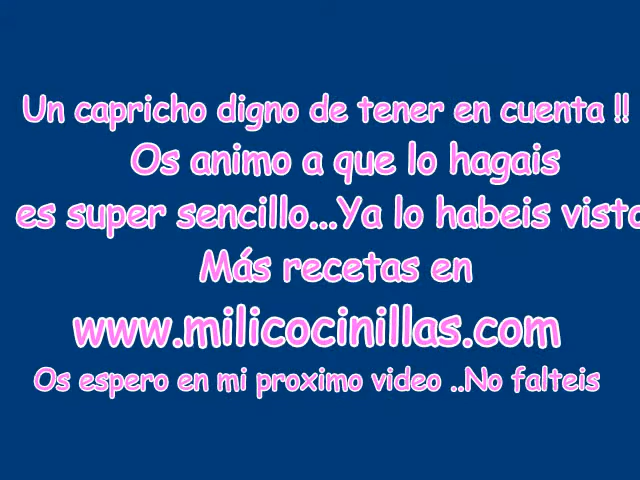 Un capricho digno de tener en cuenta !!
Os animo a que lo hagais
es super sencillo...Ya lo habeis visto
Más recetas en
www.milicocinillas.com
Os espero en mi proximo video ..No falteis